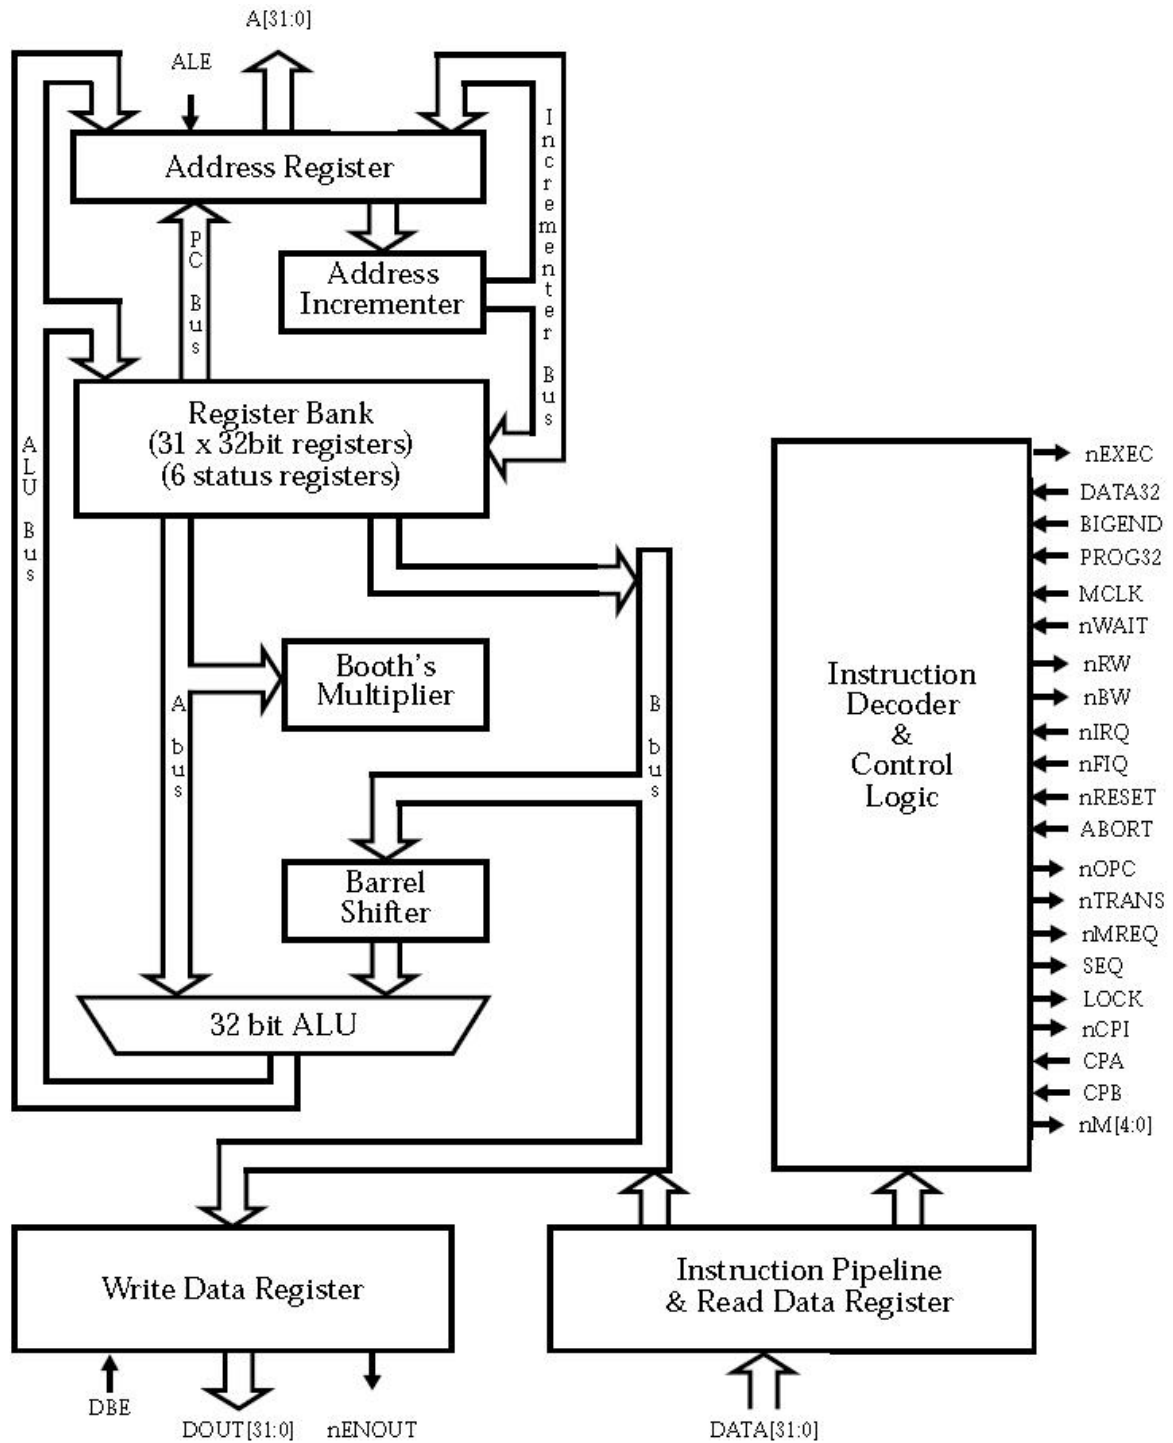 A[31:0]
ALE
Address Register
Incrementer Bus
PC Bus
Address
Incrementer
Register Bank
(31 x 32bit registers)
(6 status registers)
ALU Bus
A bus
B bus
Booth's
Multiplier
Barrel
Shifter
32 bit ALU
Instruction
Decoder
&
Control
Logic
nEXEC
DATA32
BIGEND
PROG32
MCLK
nWAIT
nRW
nBW
nIRQ
nFIQ
nRESET
ABORT
nOPC
nTRANS
nMREQ
SEQ
LOCK
nCPI
CPA
CPB
nM[4:0]
Write Data Register
Instruction Pipeline
& Read Data Register
DBE
DOUT[31:0]
nENOUT
DATA[31:0]